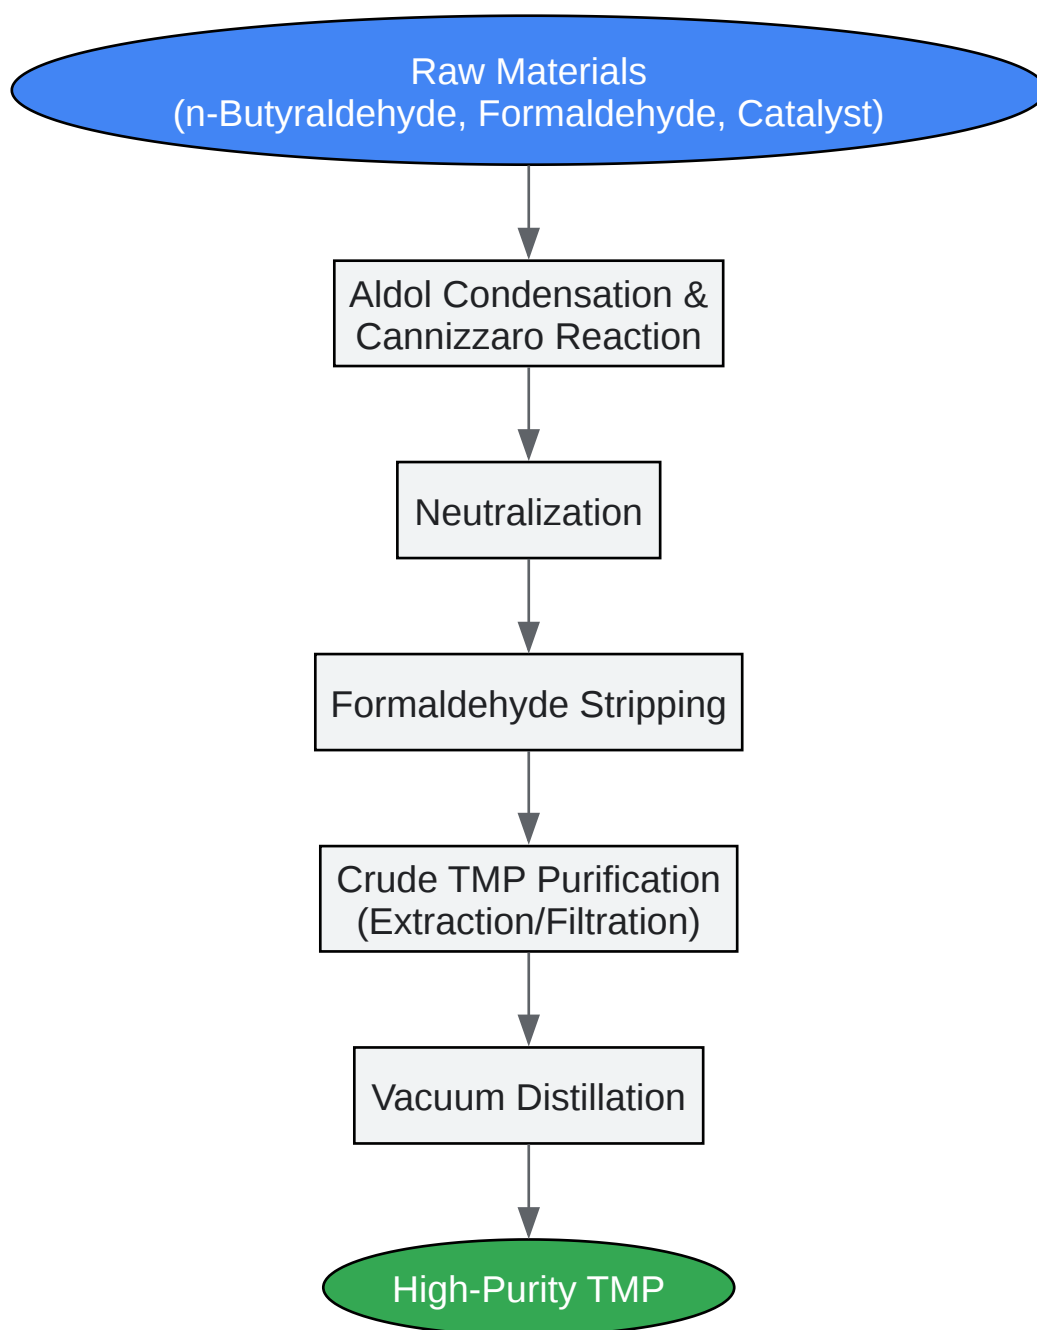 Raw Materials
(n-Butyraldehyde, Formaldehyde, Catalyst)
Aldol Condensation &
Cannizzaro Reaction
Neutralization
Formaldehyde Stripping
Crude TMP Purification
(Extraction/Filtration)
Vacuum Distillation
High-Purity TMP